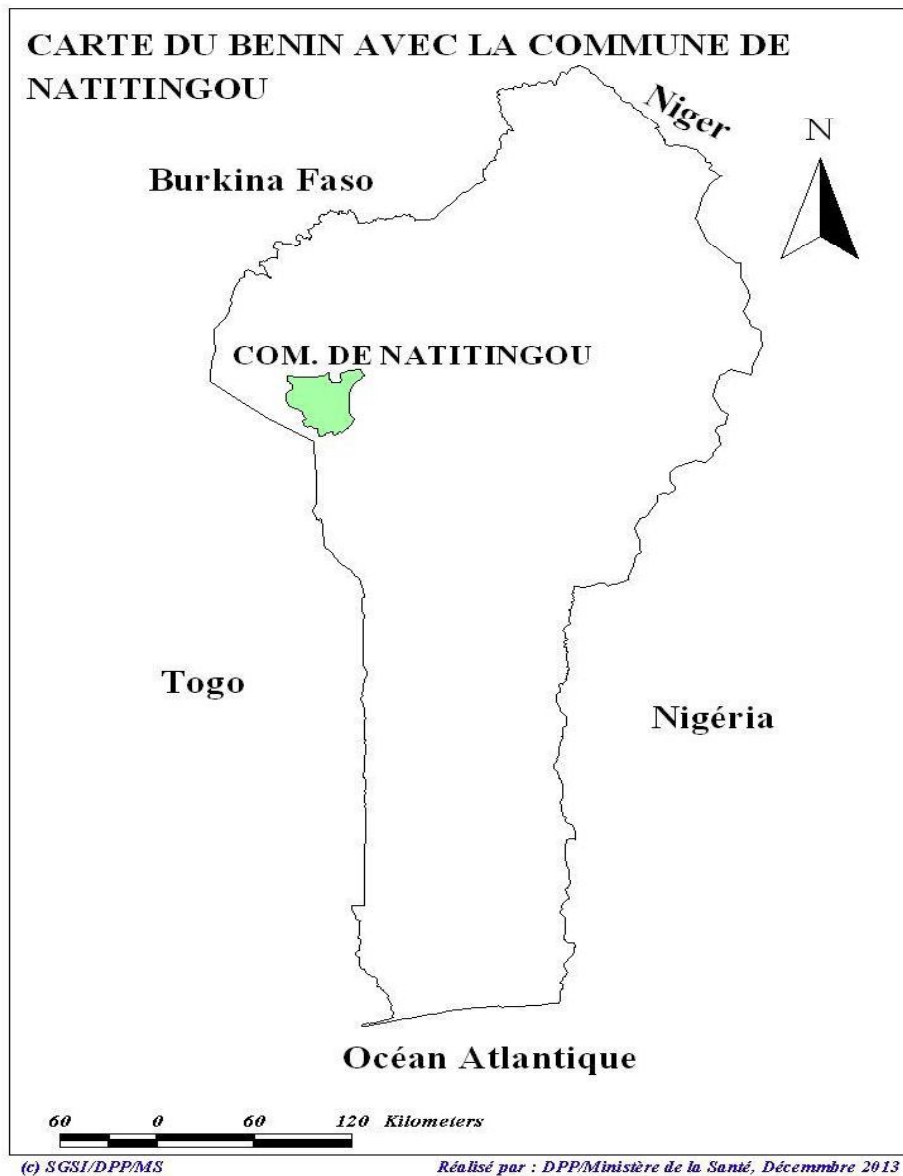 CARTE DU BENIN AVEC LA COMMUNE DE
NATITINGOU
Niger
N
Burkina Faso
COM. DE NATITINGOU
Togo
Nigéria
Océan Atlantique
60 0 60 120 Kilometers
(c) SGSI/DPP/MS
Réalisé par : DPP/Ministère de la Santé, Décemmbre 2013